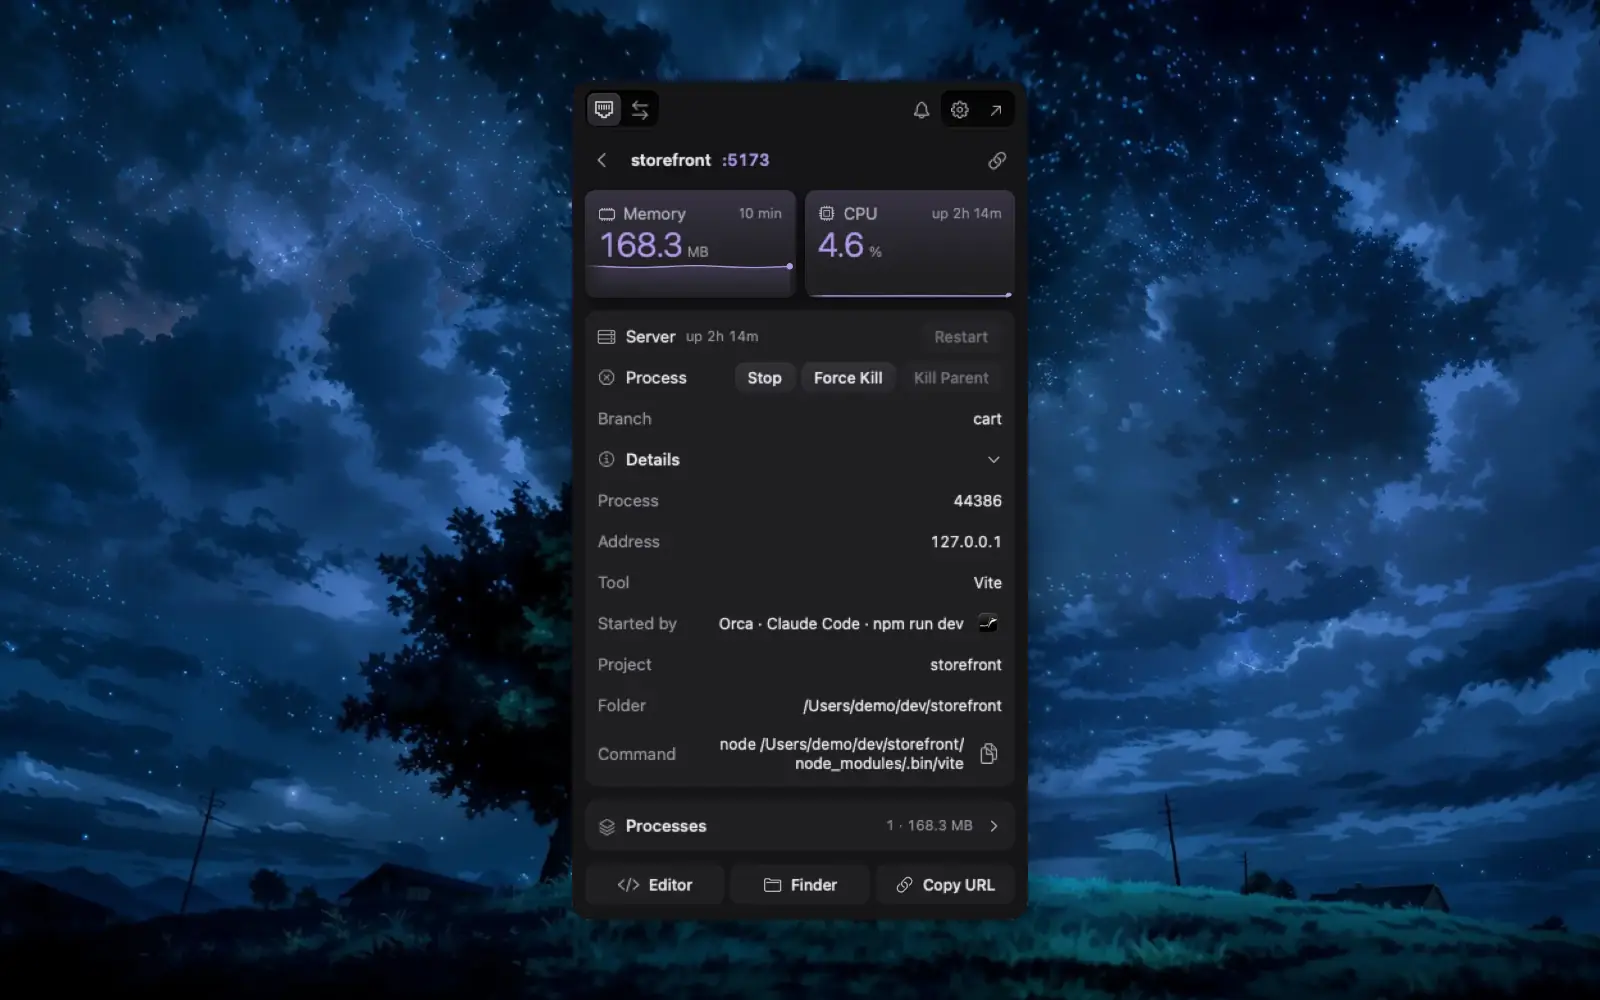 storefront :5173
Memory 10 min
168.3 MB
CPU up 2h 14m
4.6 %
Server up 2h 14m Restart
Process Stop Force Kill Kill Parent
Branch cart
Details
Process 44386
Address 127.0.0.1
Tool Vite
Started by Orca · Claude Code · npm run dev
Project storefront
Folder /Users/demo/dev/storefront
Command node /Users/demo/dev/storefront/
node_modules/.bin/vite
Processes 1 · 168.3 MB
</> Editor Finder Copy URL